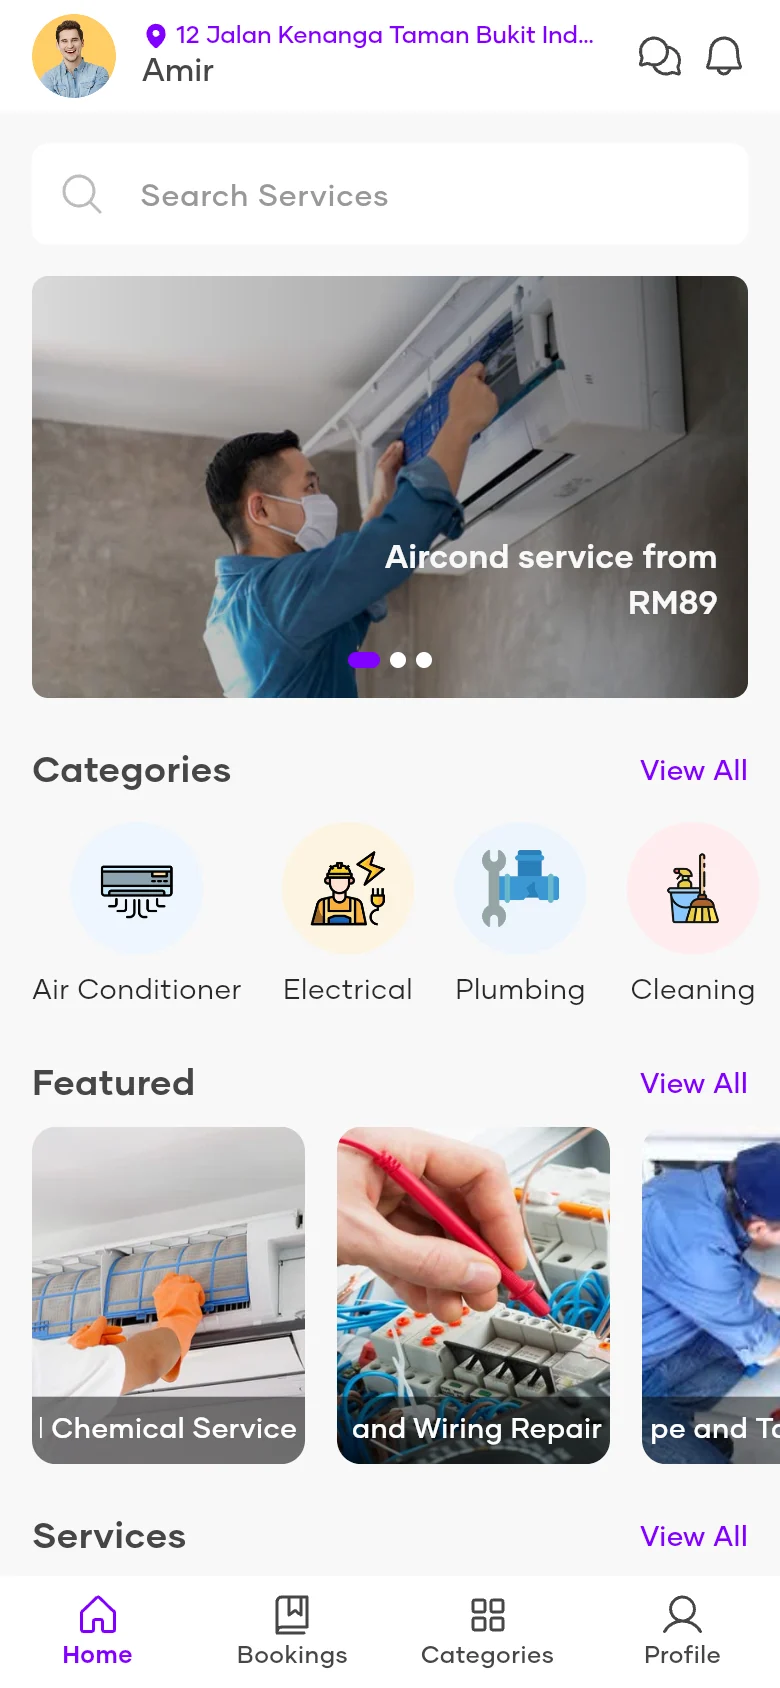 12 Jalan Kenanga Taman Bukit Ind...
Amir
Search Services
Aircond service from
RM89
Categories
View All
Air Conditioner
Electrical
Plumbing
Cleaning
Featured
View All
l Chemical Service
and Wiring Repair
pe and Ta
Services
View All
Home
Bookings
Categories
Profile